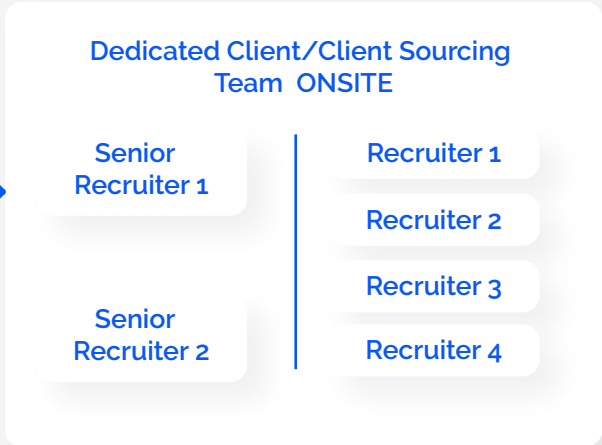 Dedicated Client/Client Sourcing
Team ONSITE
Senior
Recruiter 1
Senior
Recruiter 2
Recruiter 1
Recruiter 2
Recruiter 3
Recruiter 4